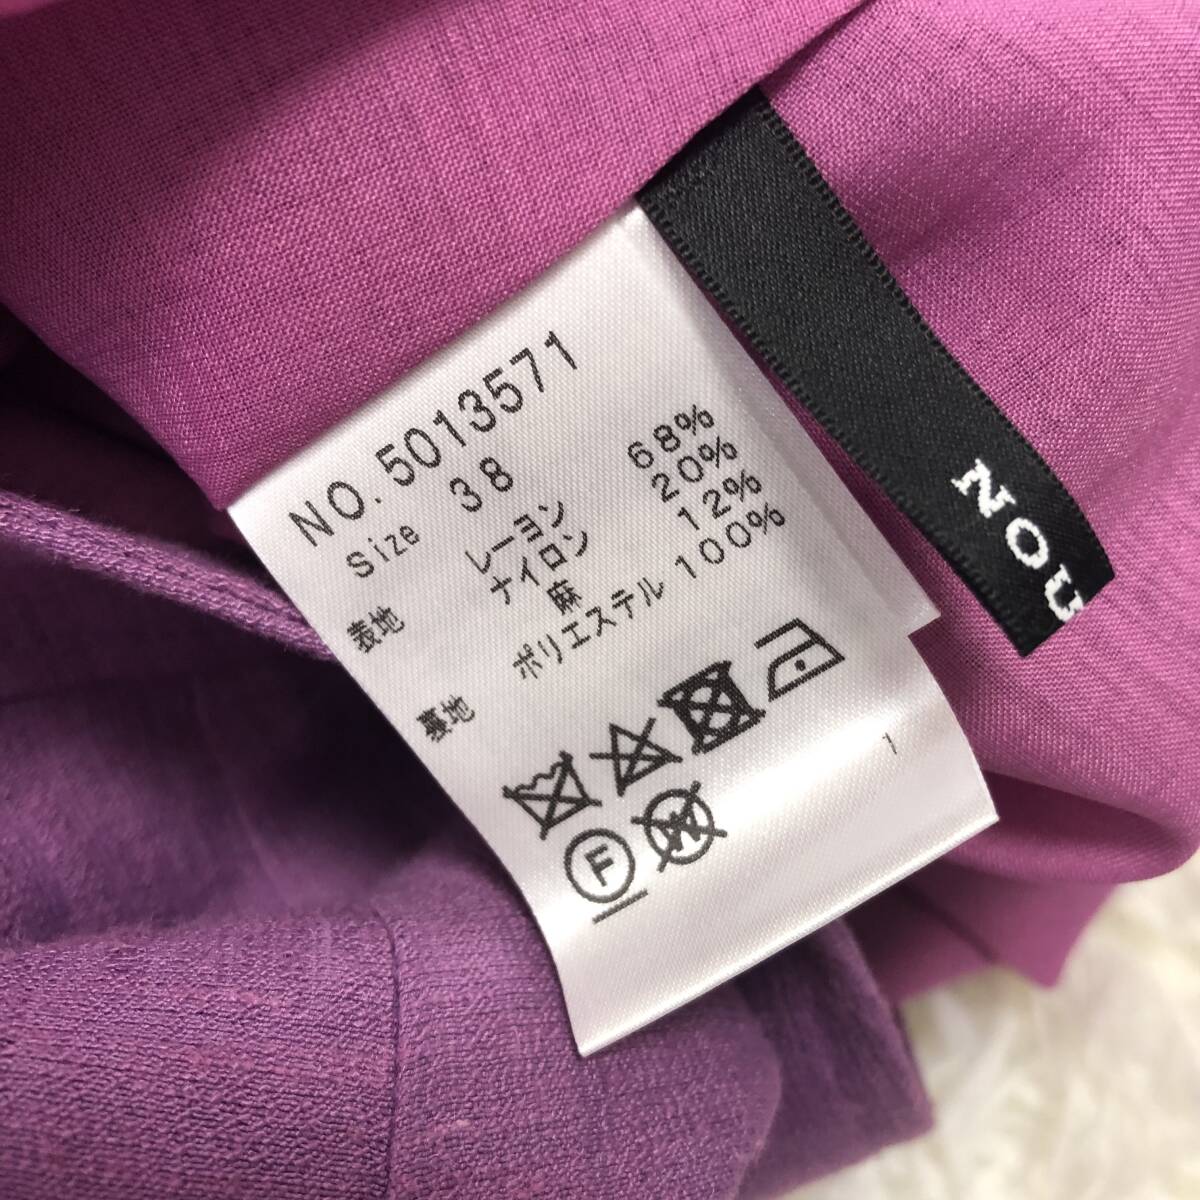 NO.5013571
Size 38
表地 レーヨン 68%
ナイロン 20%
麻 12%
裏地 ポリエステル 100%
F
W
1
NOU